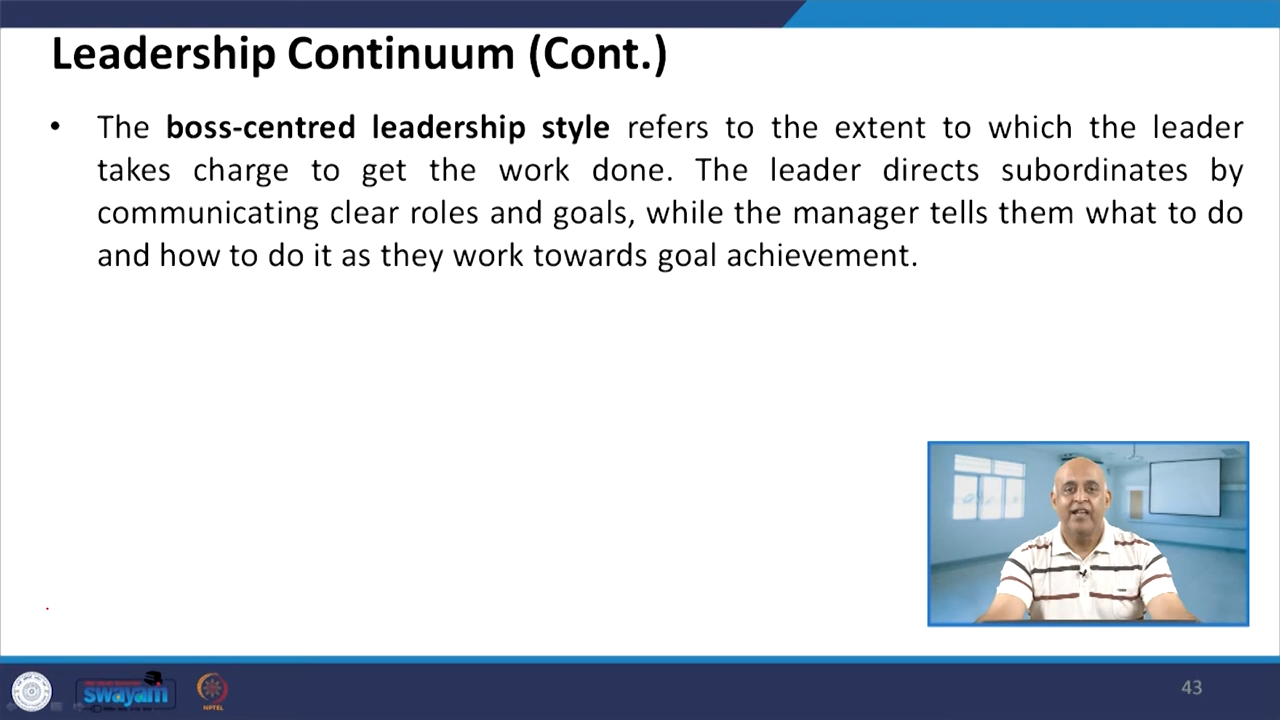 Leadership Continuum (Cont.)
• The boss-centred leadership style refers to the extent to which the leader
takes charge to get the work done. The leader directs subordinates by
communicating clear roles and goals, while the manager tells them what to do
and how to do it as they work towards goal achievement.
swayam
NPTEL
43